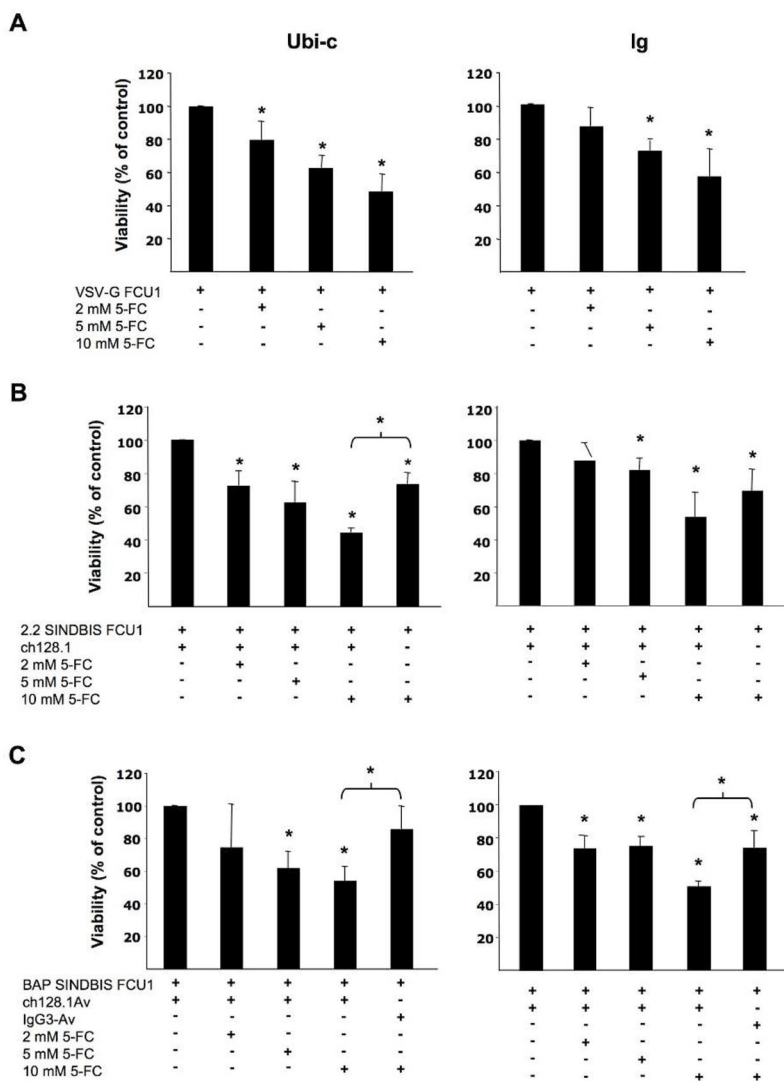 A
Ubi-c Ig
120 120
* *
100 100
* *
80 80
* *
60 60
40 40
20 20
Viability (% of control)
VSV-G FCU1 + + + + + + + +
2 mM 5-FC - + - - - + - -
5 mM 5-FC - - + - - - + -
10 mM 5-FC - - - + - - - +
B
120 120
* *
100 100
* * * *
80 80
* *
60 60
40 40
20 20
Viability (% of control)
2.2 SINDBIS FCU1 + + + + + + + + + +
ch128.1 + + + + - + + + + -
2 mM 5-FC - + - - - - + - - -
5 mM 5-FC - - + - - - - + - -
10 mM 5-FC - - - + + - - - + +
C
120 120
* *
100 100
* * * * *
80 80
*
60 60
40 40
20 20
Viability (% of control)
BAP SINDBIS FCU1 + + + + + + + + + +
ch128.1Av + + + + - + + + + -
IgG3-Av - - - - + - - - - +
2 mM 5-FC - + - - - - + - - -
5 mM 5-FC - - + - - - - + - -
10 mM 5-FC - - - + + - - - + +